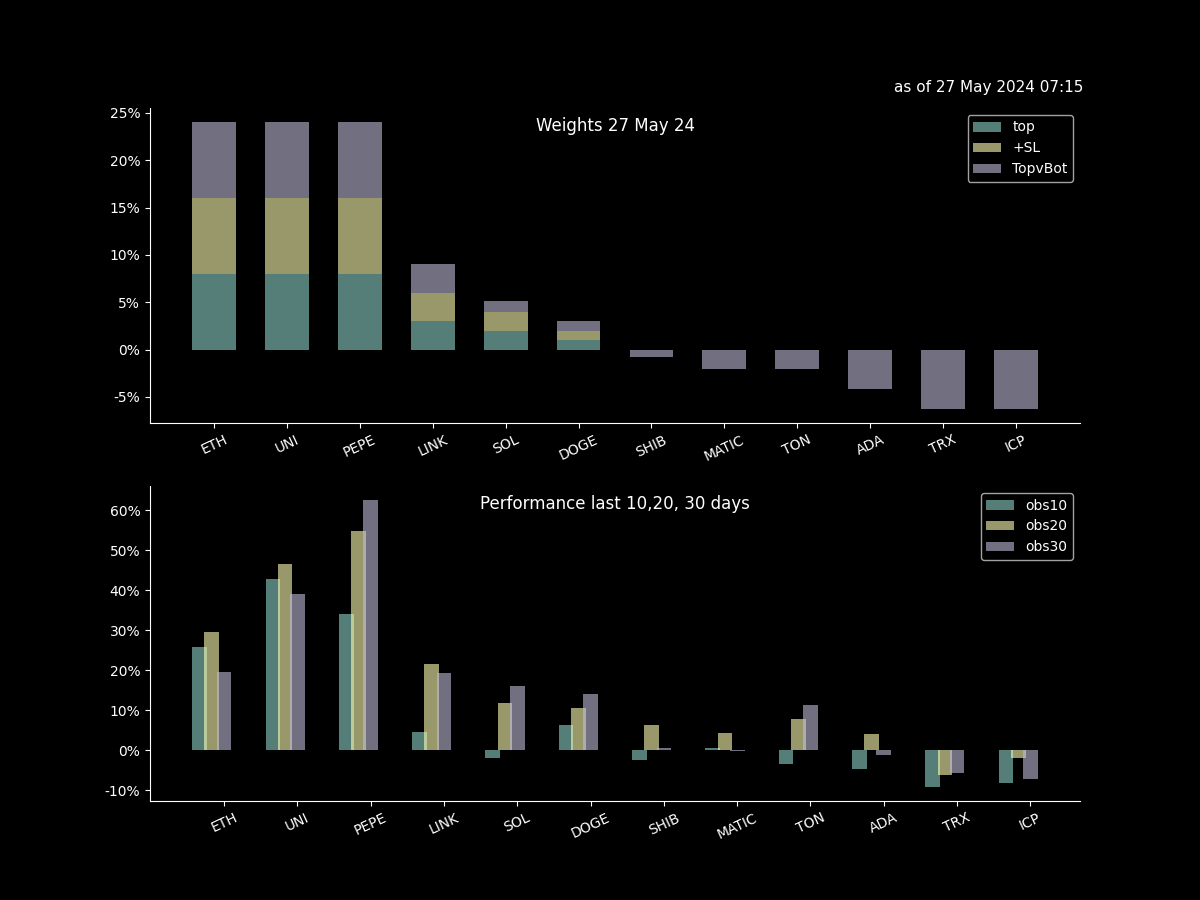 as of 27 May 2024 07:15
Weights 27 May 24
25%
20%
15%
10%
5%
0%
-5%
top
+SL
TopvBot
ETH UNI PEPE LINK SOL DOGE SHIB MATIC TON ADA TRX ICP
Performance last 10,20, 30 days
60%
50%
40%
30%
20%
10%
0%
-10%
obs10
obs20
obs30
ETH UNI PEPE LINK SOL DOGE SHIB MATIC TON ADA TRX ICP